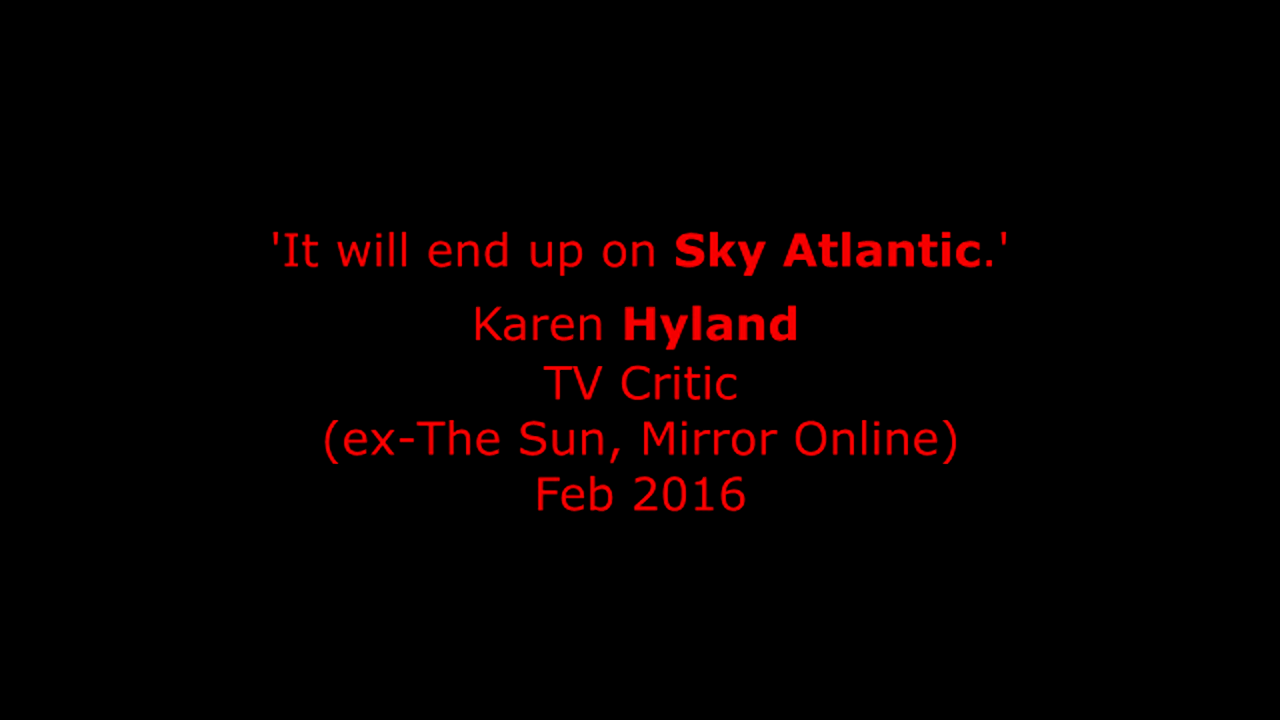 'It will end up on Sky Atlantic.'
Karen Hyland
TV Critic
(ex-The Sun, Mirror Online)
Feb 2016